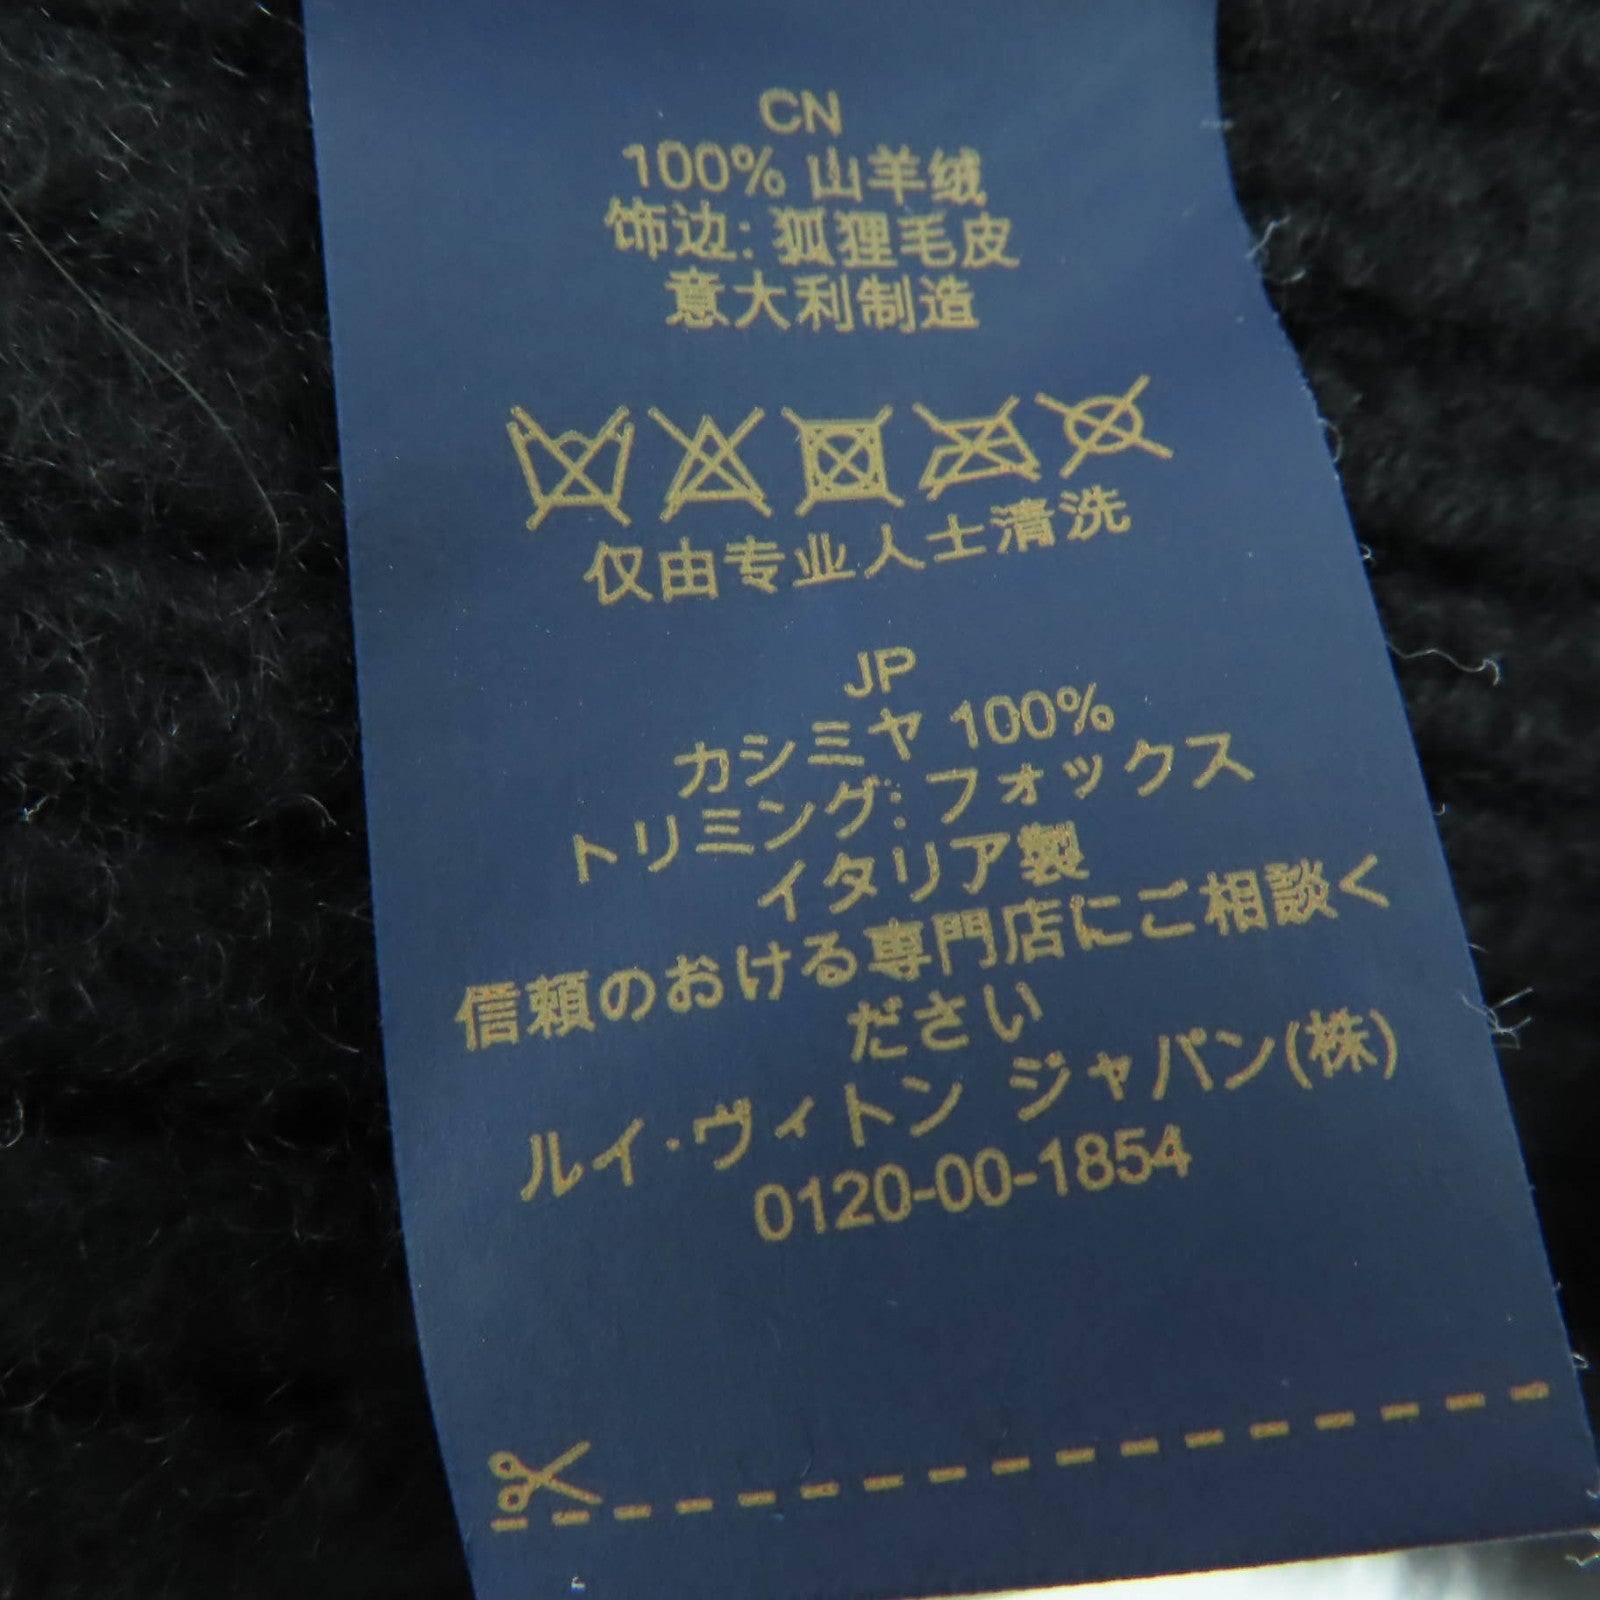 CN
100% 山羊绒
饰边: 狐狸毛皮
意大利制造
仅由专业人士清洗
JP
カシミヤ 100%
トリミング: フォックス
イタリア製
信頼のおける専門店にご相談く
ださい
ルイ·ヴィトン ジャパン(株)
0120-00-1854